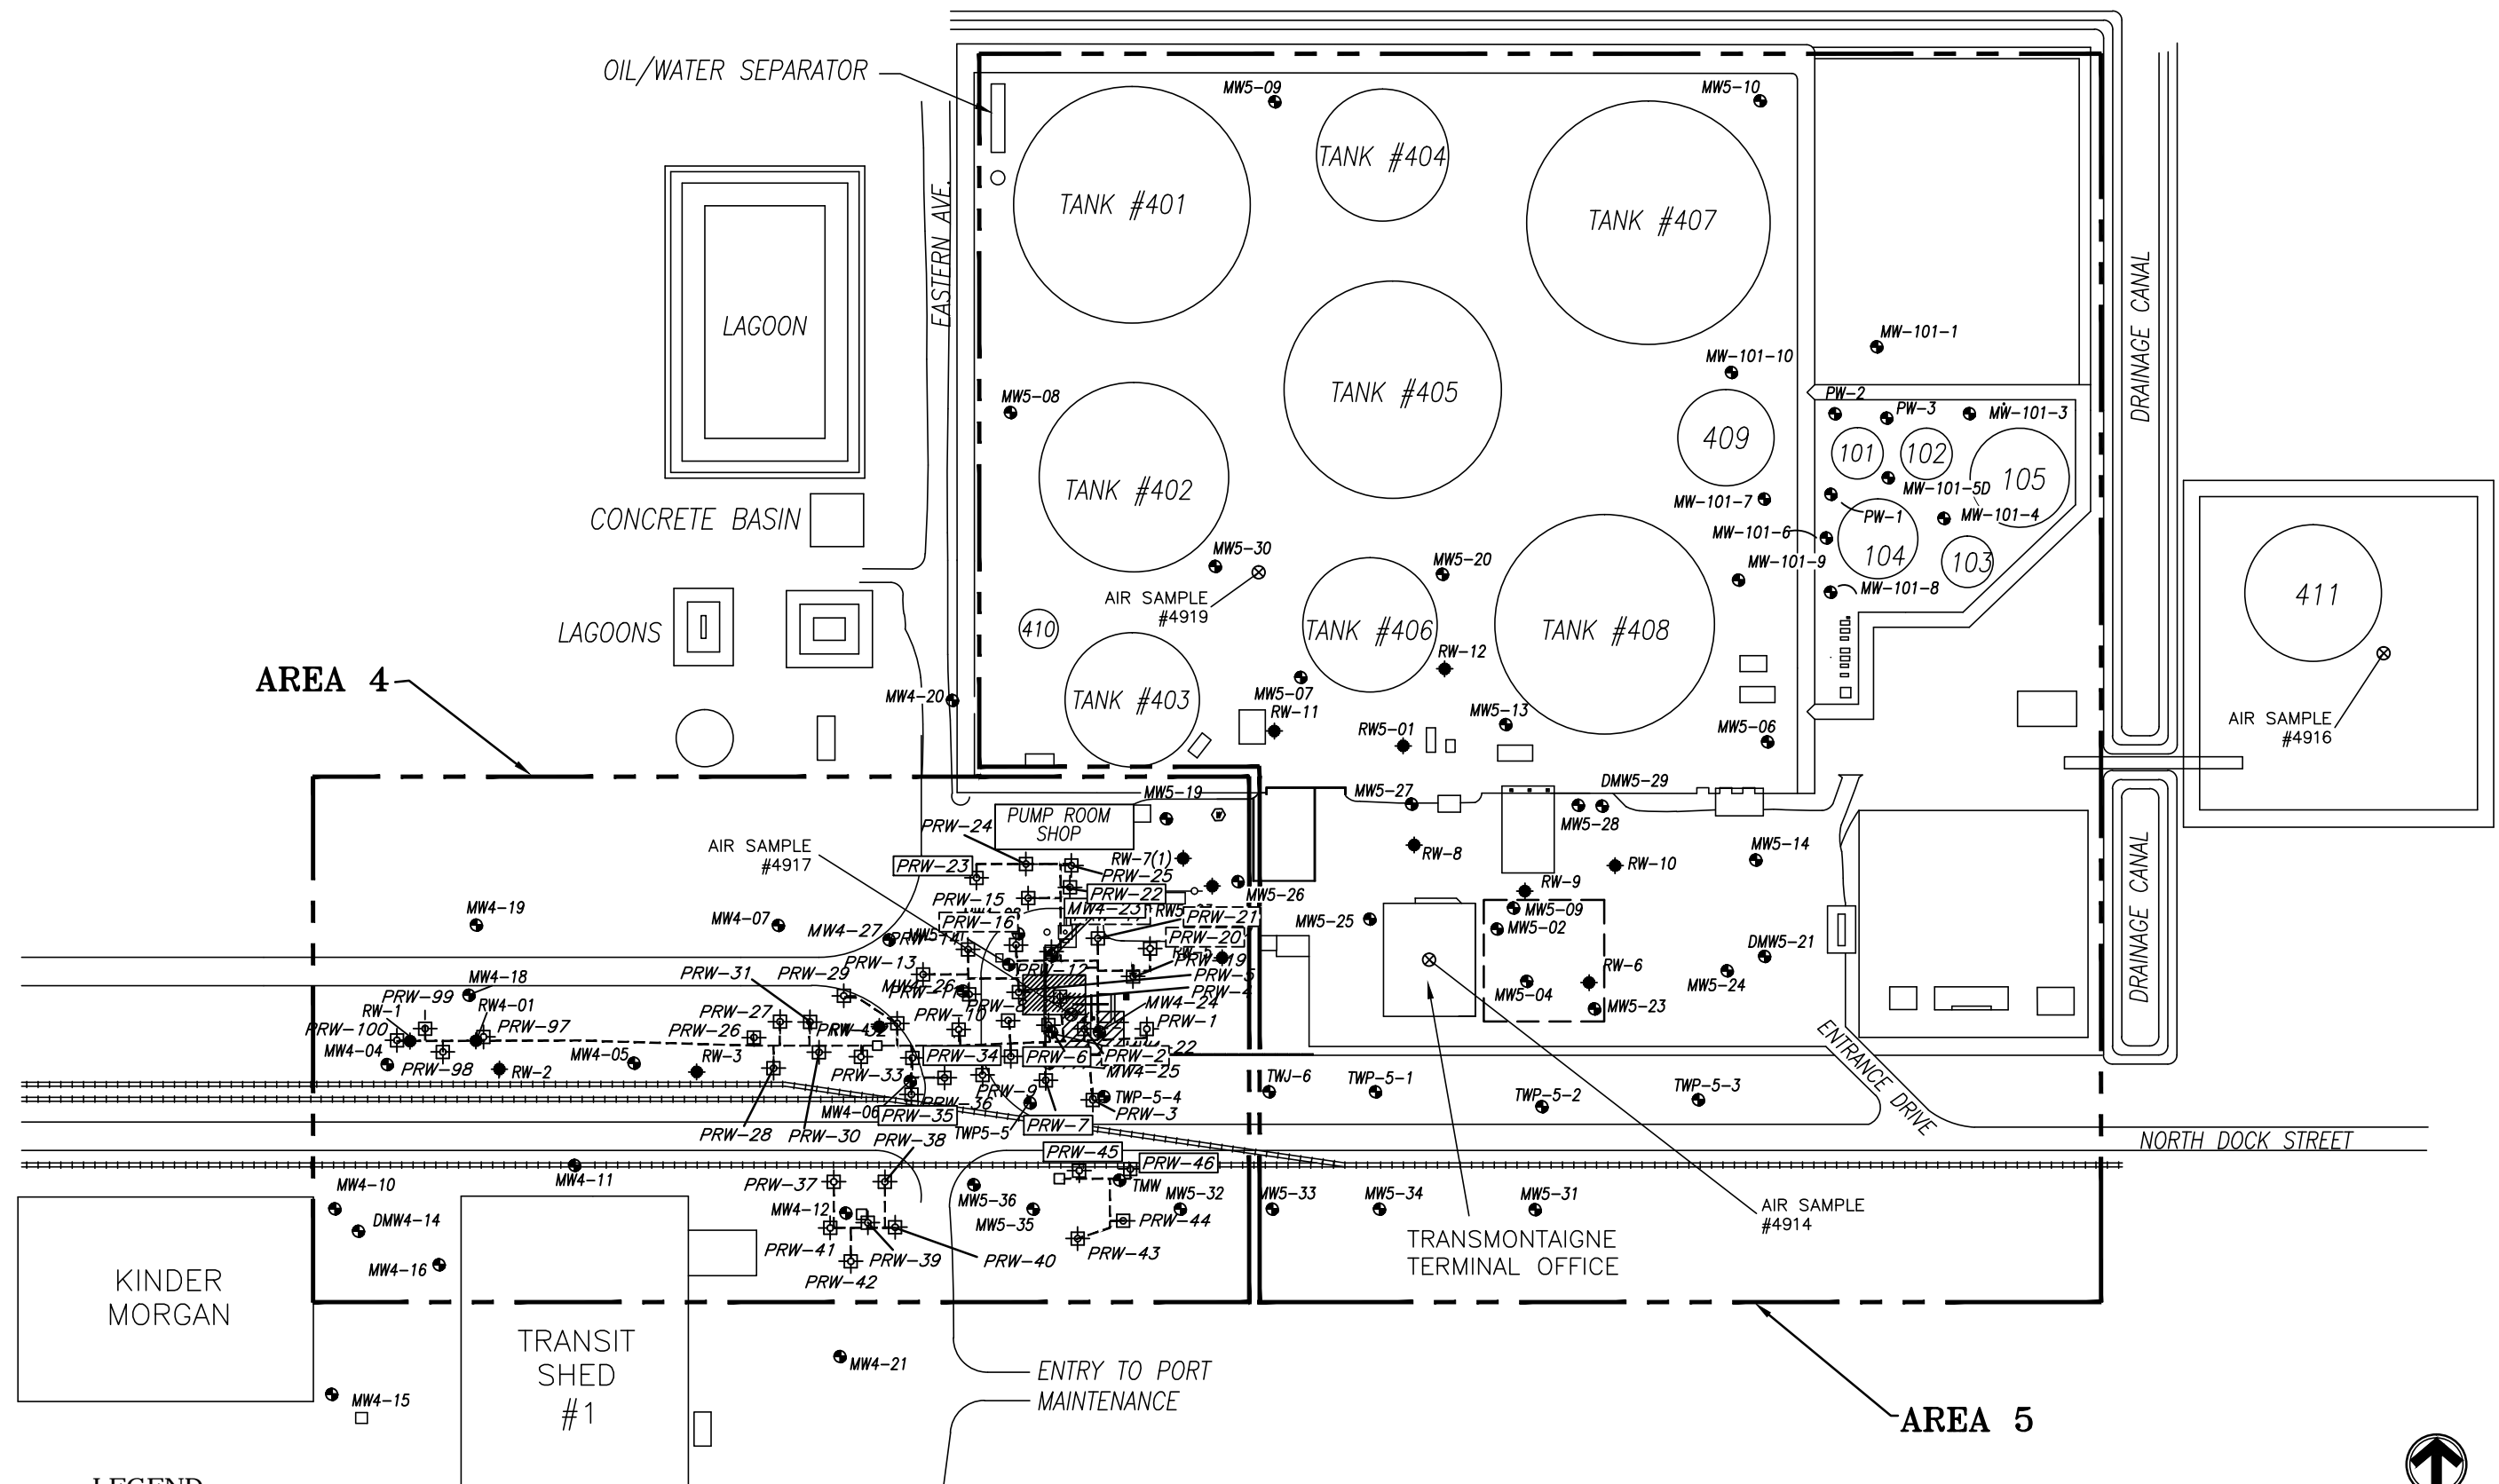 OIL/WATER SEPARATOR
MW5-09
MW5-10
TANK #404
TANK #401
TANK #407
EASTERN AVE.
LAGOON
DRAINAGE CANAL
MW-101-1
MW-101-10
TANK #405
MW5-08
PW-2
PW-3
MW-101-3
409
101
102
105
TANK #402
MW-101-5D
MW-101-7
CONCRETE BASIN
PW-1
MW-101-4
MW-101-6
MW5-30
MW5-20
MW-101-9
104
103
MW-101-8
411
AIR SAMPLE
#4919
LAGOONS
410
TANK #406
TANK #408
RW-12
AREA 4
MW4-20
TANK #403
MW5-07
RW-11
MW5-13
RW5-01
MW5-06
AIR SAMPLE
#4916
MW5-19
MW5-27
DMW5-29
PUMP ROOM
SHOP
PRW-24
MW5-28
AIR SAMPLE
#4917
PRW-23
RW-7(1)
PRW-25
RW-8
RW-10
MW5-14
PRW-22
RW-9
MW5-26
PRW-15
MW4-23
MW5-09
MW4-19
MW4-07
PRW-16
PRW-21
MW5-25
MW5-02
MW4-27
PRW-20
DMW5-21
PRW-13
PRW-12
PRW-19
MW4-18
PRW-31
PRW-29
PRW-5
RW-6
MW5-24
MW4-26
PRW-4
MW5-04
PRW-99
RW-1
RW4-01
MW4-24
MW5-23
PRW-27
PRW-10
PRW-1
PRW-100
PRW-97
PRW-26
MW4-04
MW4-05
RW-3
PRW-34
PRW-6
PRW-2
DRAINAGE CANAL
PRW-98
RW-2
PRW-33
MW4-25
TWJ-6
TWP-5-1
TWP-5-2
TWP-5-3
PRW-9
TWP-5-4
PRW-36
MW4-06
PRW-35
PRW-3
ENTRANCE DRIVE
PRW-28
PRW-30
PRW-38
TWP5-5
PRW-7
NORTH DOCK STREET
PRW-45
PRW-46
MW4-11
MW4-10
PRW-37
TMW
MW5-36
MW5-32
MW5-33
MW5-34
MW5-31
DMW4-14
MW4-12
MW5-35
PRW-44
AIR SAMPLE
#4914
PRW-41
PRW-39
PRW-40
PRW-43
TRANSMONTAIGNE
TERMINAL OFFICE
MW4-16
PRW-42
KINDER
MORGAN
TRANSIT
SHED
#1
MW4-21
ENTRY TO PORT
MAINTENANCE
MW4-15
AREA 5
LEGEND